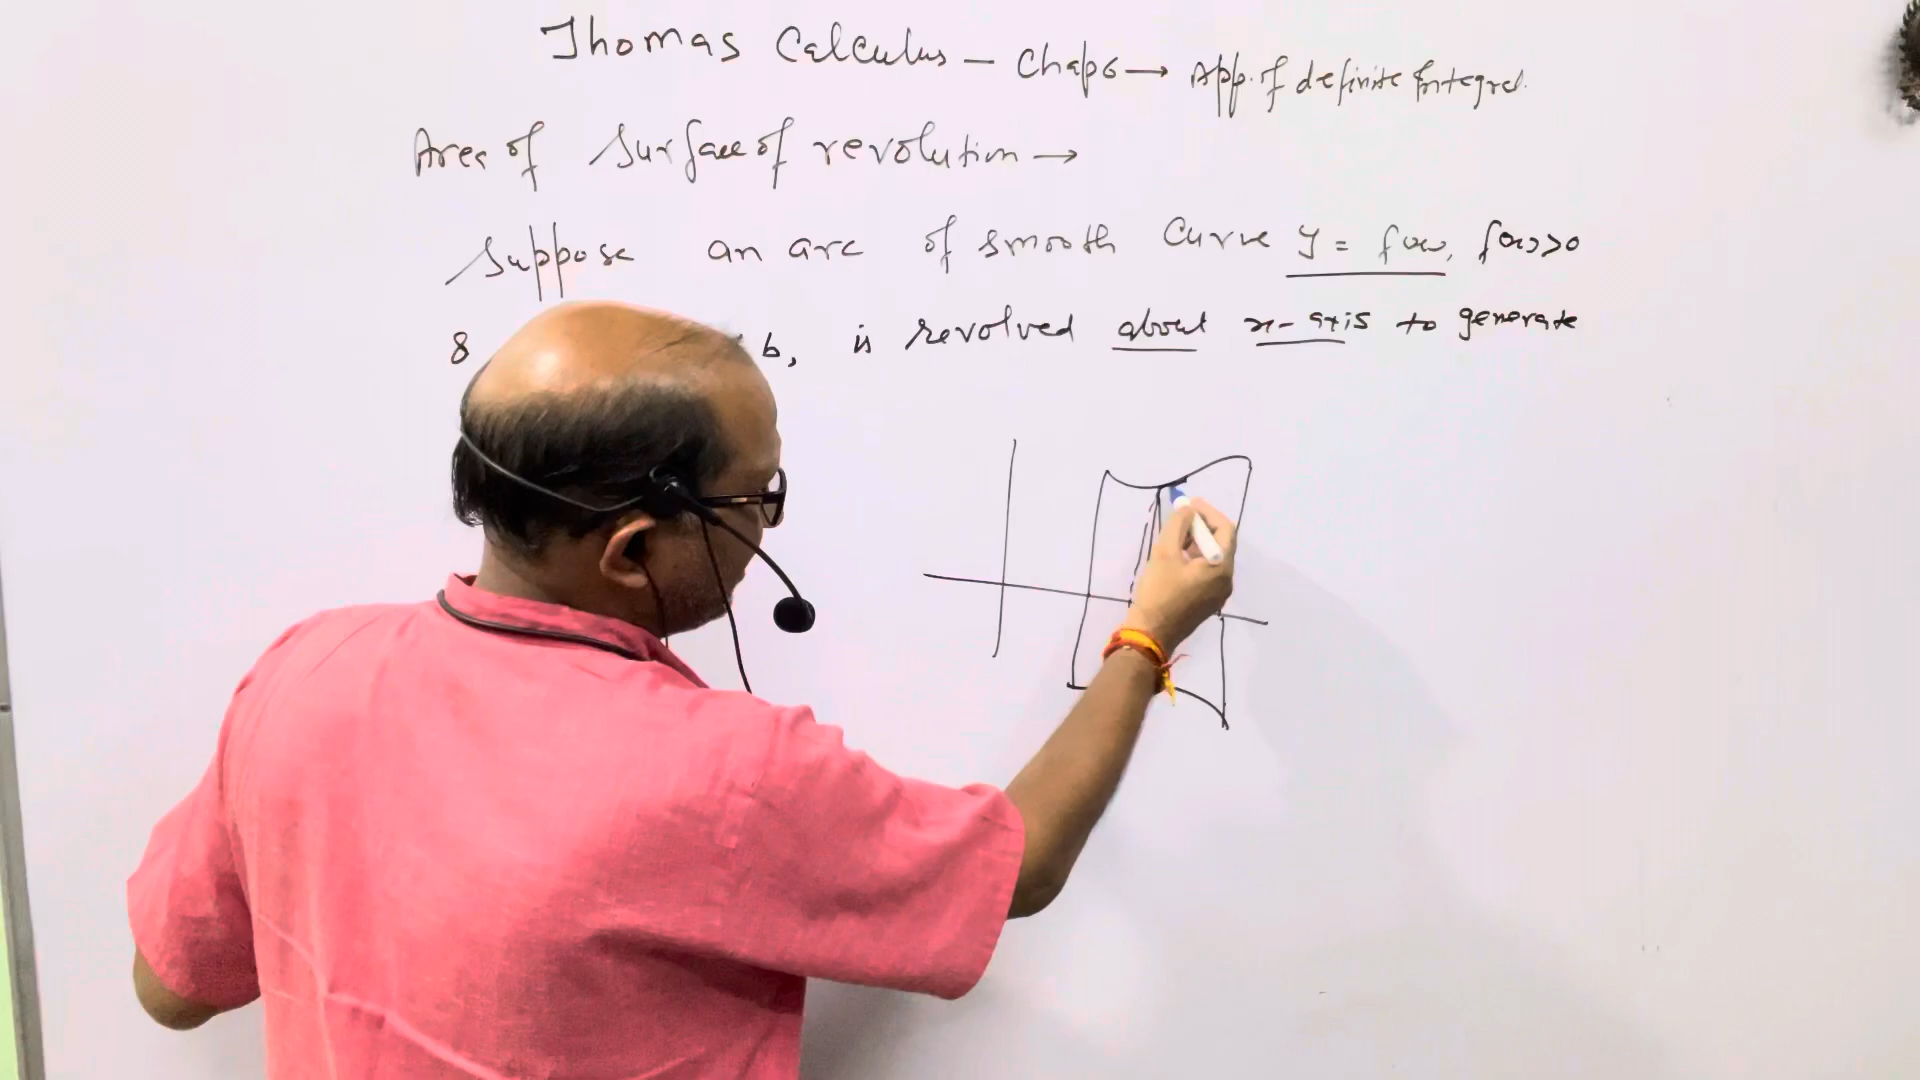 Thomas Calculus – Chap6 → App. of definite Integral.
Area of Surface of revolution →
Suppose an arc of smooth Curve y = f(x), f(x)>0
& b, is revolved about x-axis to generate